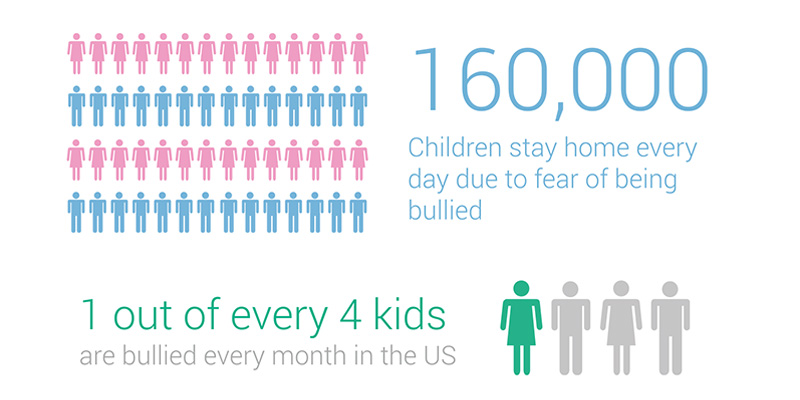 160,000
Children stay home every
day due to fear of being
bullied
1 out of every 4 kids
are bullied every month in the US